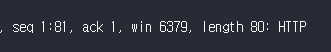 , seq 1:81, ack 1, win 6379, length 80: HTTP